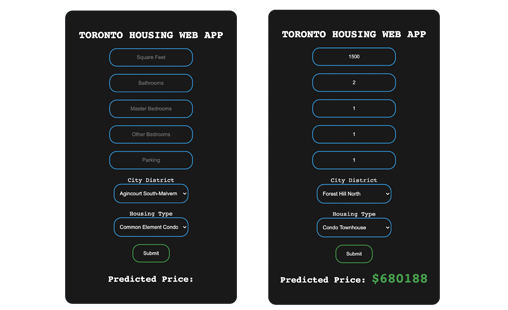 TORONTO HOUSING WEB APP
Square Feet
Bathrooms
Master Bedrooms
Other Bedrooms
Parking
City District
Agincourt South-Malvern
Housing Type
Common Element Condo
Submit
Predicted Price:
TORONTO HOUSING WEB APP
1500
2
1
1
1
City District
Forest Hill North
Housing Type
Condo Townhouse
Submit
Predicted Price: $680188